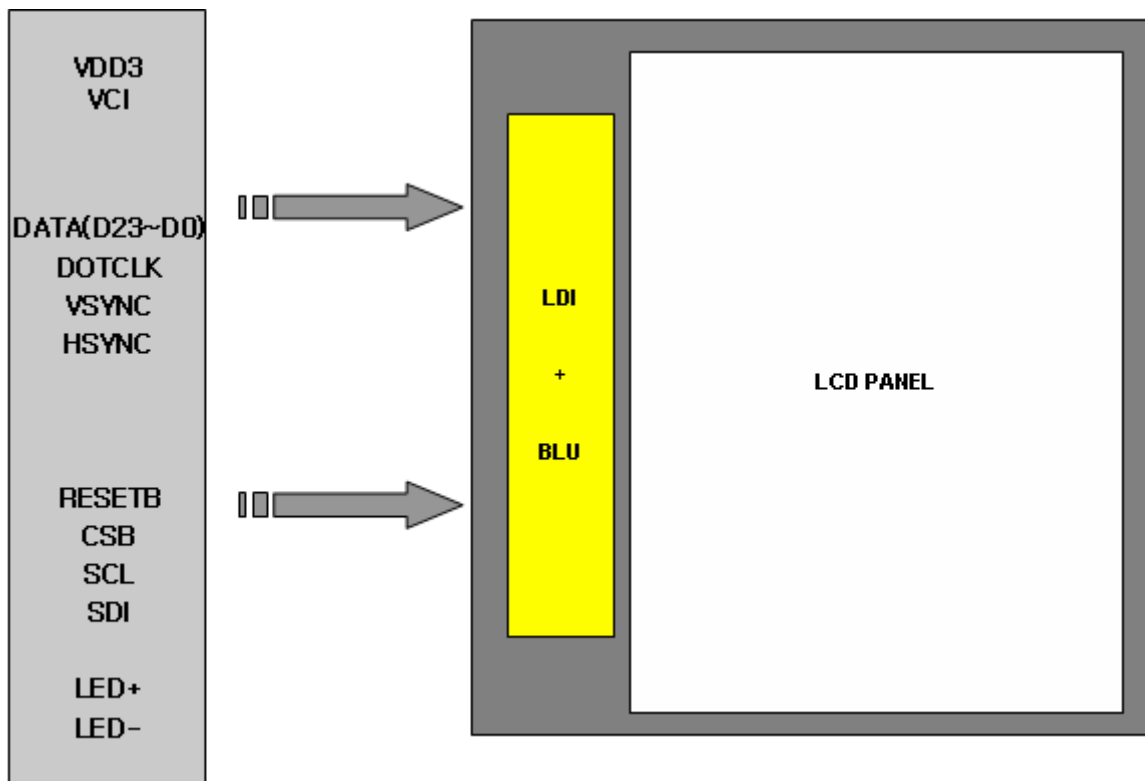 VDD3
VCI
DATA(D23~D0)
DOTCLK
VSYNC
HSYNC
RESETB
CSB
SCL
SDI
LED+
LED-
LDI
+
BLU
LCD PANEL